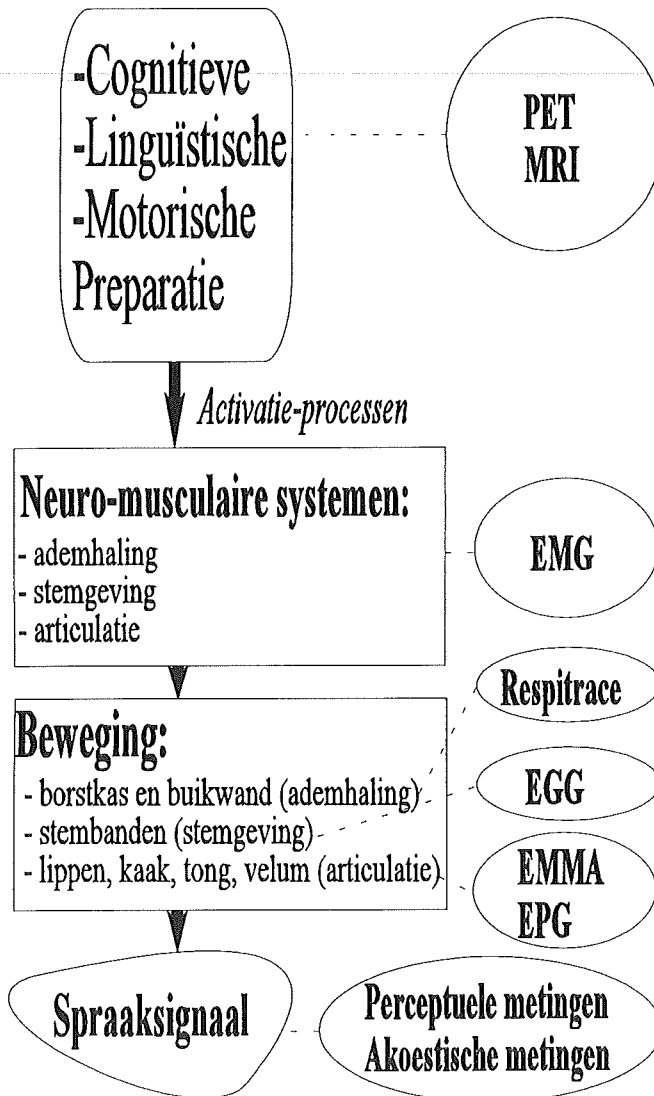 -Cognitieve
-Linguïstische
-Motorische
Preparatie
PET
MRI
Activatie-processen
Neuro-musculaire systemen:
- ademhaling
- stemgeving
- articulatie
EMG
Beweging:
- borstkas en buikwand (ademhaling)
- stembanden (stemgeving)
- lippen, kaak, tong, velum (articulatie)
Respitrace
EGG
EMMA
EPG
Spraaksignaal
Perceptuele metingen
Akoestische metingen